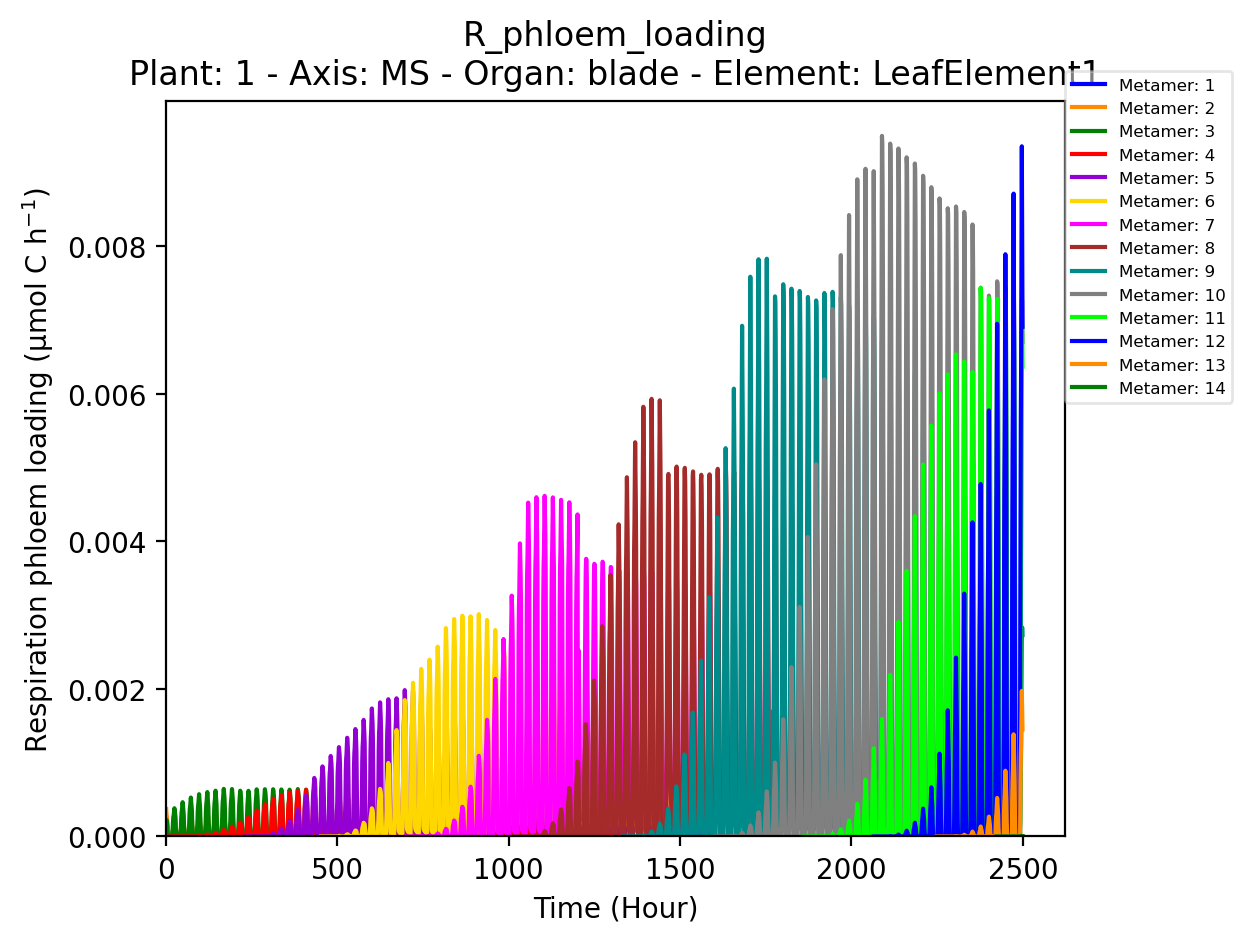 R_phloem_loading
Plant: 1 - Axis: MS - Organ: blade - Element: LeafElement1
Metamer: 1
Metamer: 2
Metamer: 3
Metamer: 4
Metamer: 5
Metamer: 6
Metamer: 7
Metamer: 8
Metamer: 9
Metamer: 10
Metamer: 11
Metamer: 12
Metamer: 13
Metamer: 14
Respiration phloem loading (µmol C h⁻¹)
0.008
0.006
0.004
0.002
0.000
0 500 1000 1500 2000 2500
Time (Hour)